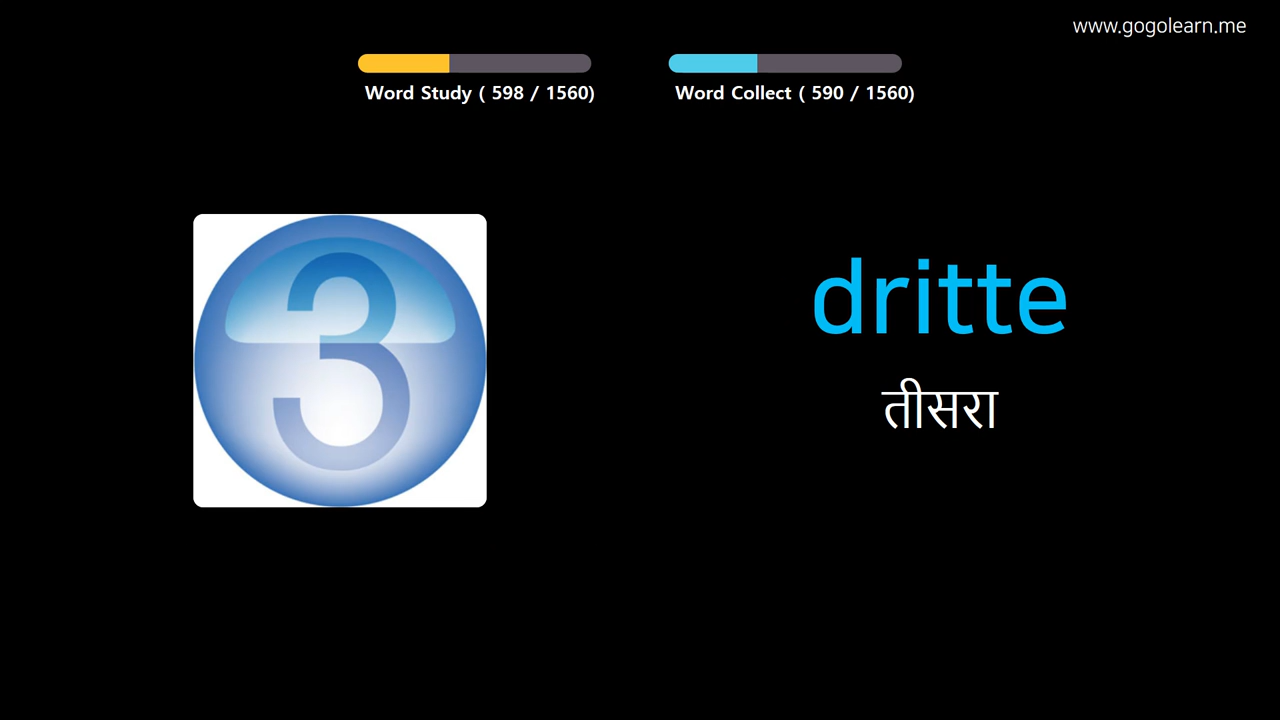 www.gogolearn.me
Word Study ( 598 / 1560)
Word Collect ( 590 / 1560)
3
dritte
तीसरा